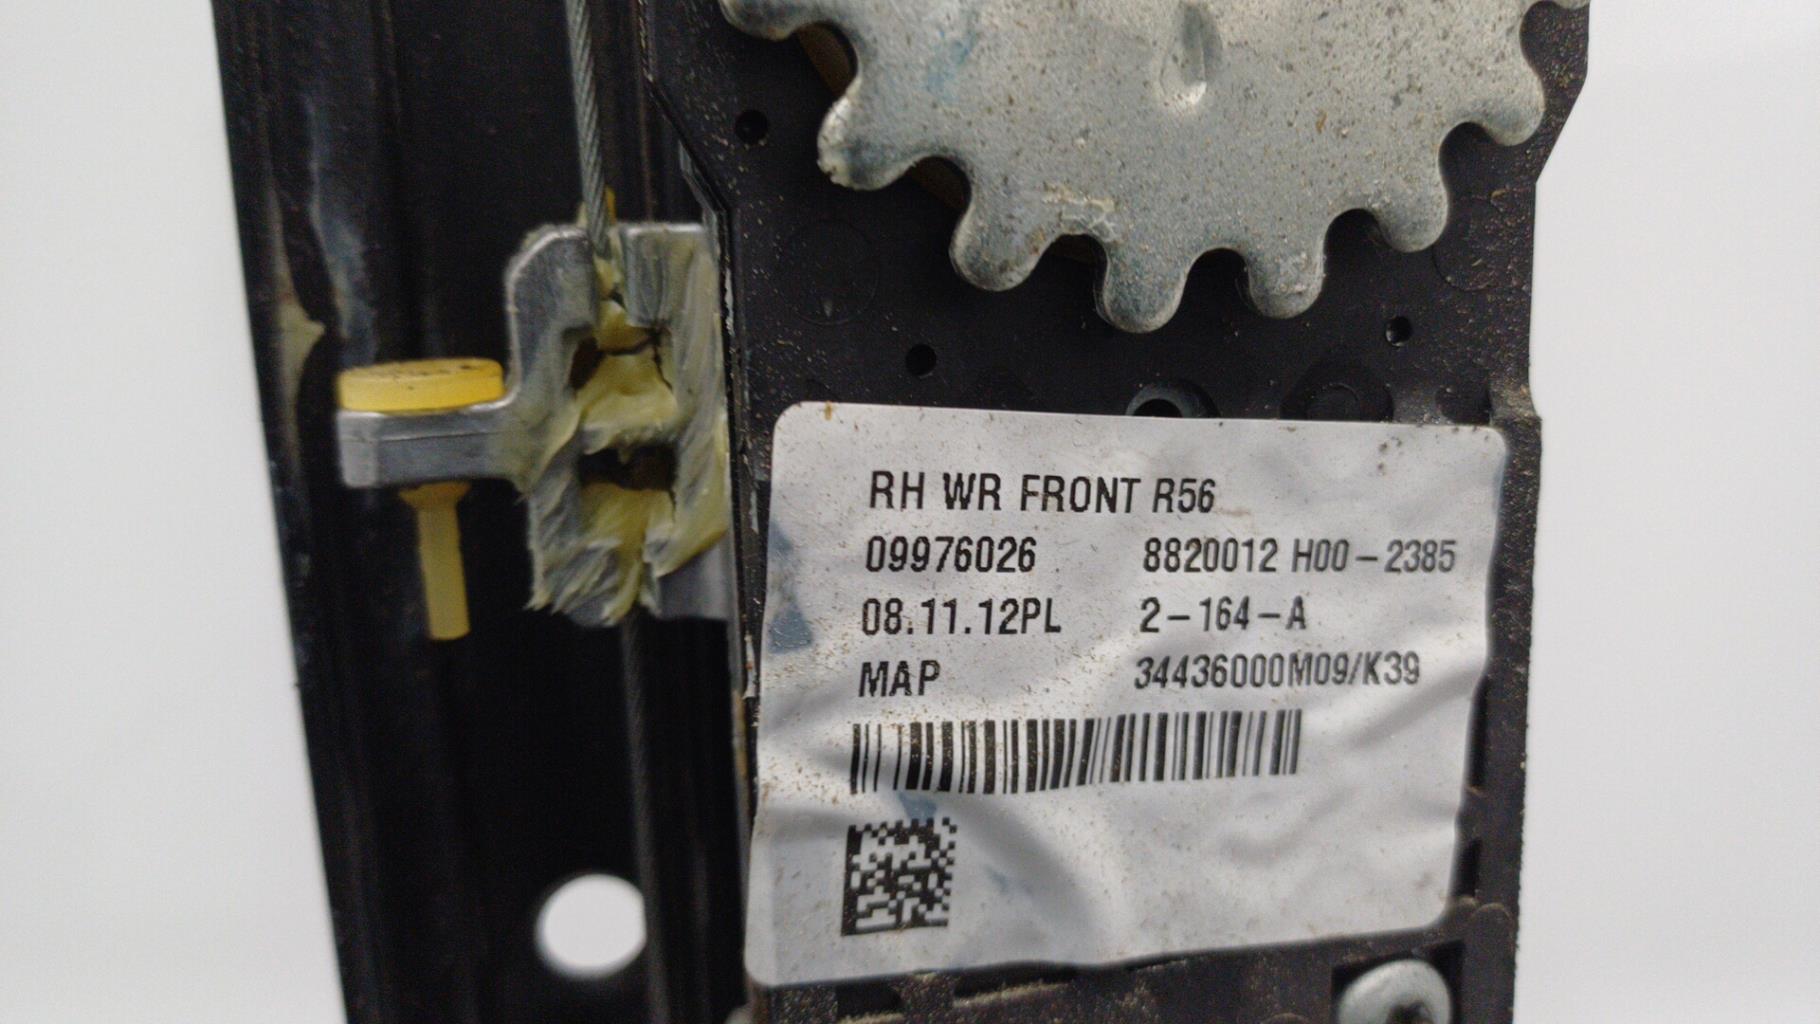 RH WR FRONT R56
09976026 8820012 H00-2385
08.11.12PL 2-164-A
MAP 34436000M09/K39